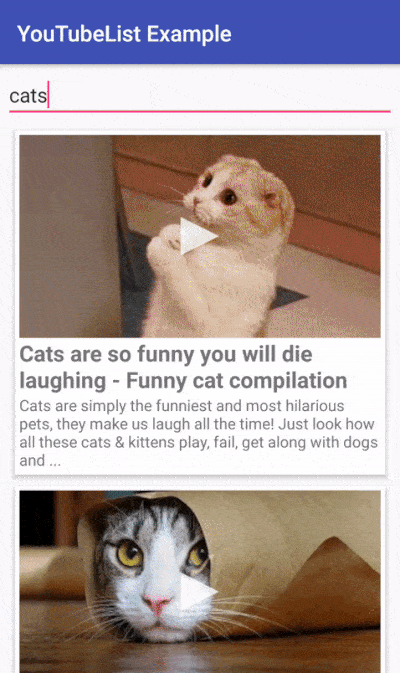 YouTubeList Example
cats
Cats are so funny you will die
laughing - Funny cat compilation
Cats are simply the funniest and most hilarious
pets, they make us laugh all the time! Just look how
all these cats & kittens play, fail, get along with dogs
and ...